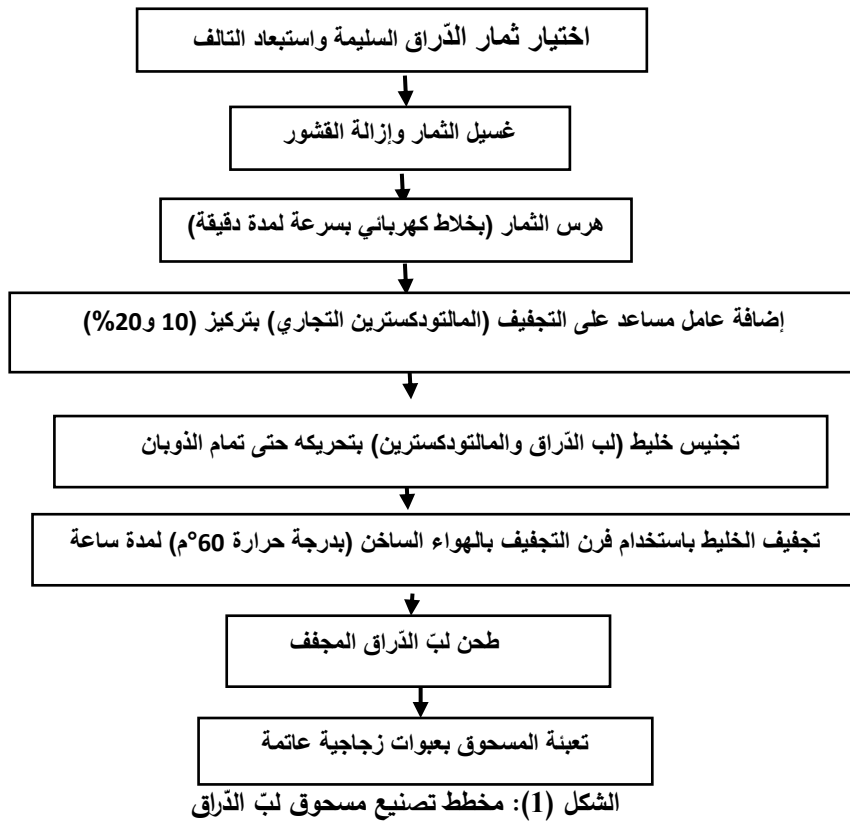 اختيار ثمار الدّراق السليمة واستبعاد التالف
غسيل الثمار وإزالة القشور
هرس الثمار (بخلاط كهربائي بسرعة لمدة دقيقة)
إضافة عامل مساعد على التجفيف (المالتودكسترين التجاري) بتركيز (10 و20%)
تجنيس خليط (لب الدّراق والمالتودكسترين) بتحريكه حتى تمام الذوبان
تجفيف الخليط باستخدام فرن التجفيف بالهواء الساخن (بدرجة حرارة 60°م) لمدة ساعة
طحن لبّ الدّراق المجفف
تعبئة المسحوق بعبوات زجاجية عاتمة
الشكل (1): مخطط تصنيع مسحوق لبّ الدّراق